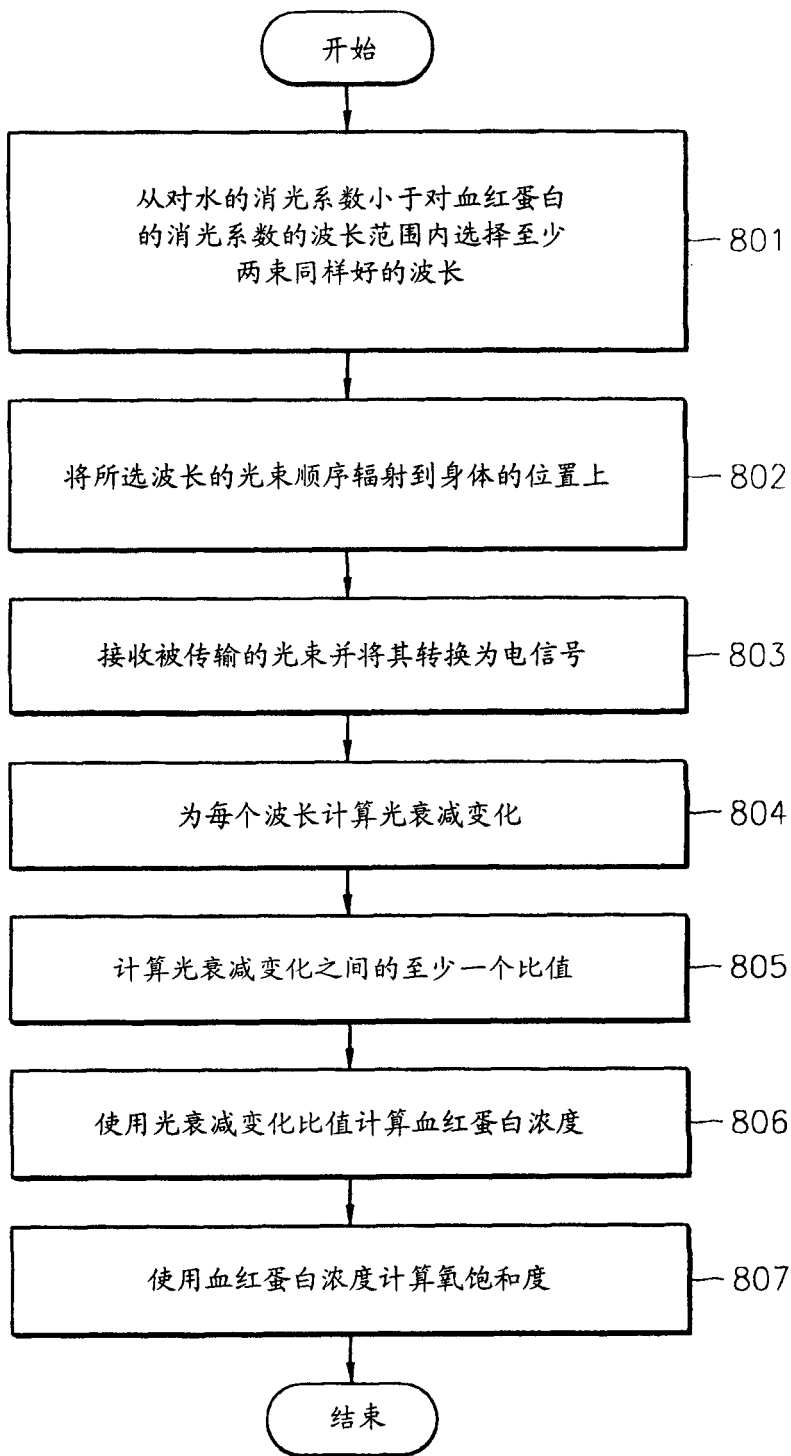 开始
从对水的消光系数小于对血红蛋白
的消光系数的波长范围内选择至少
两束同样好的波长
801
将所选波长的光束顺序辐射到身体的位置上
802
接收被传输的光束并将其转换为电信号
803
为每个波长计算光衰减变化
804
计算光衰减变化之间的至少一个比值
805
使用光衰减变化比值计算血红蛋白浓度
806
使用血红蛋白浓度计算氧饱和度
807
结束